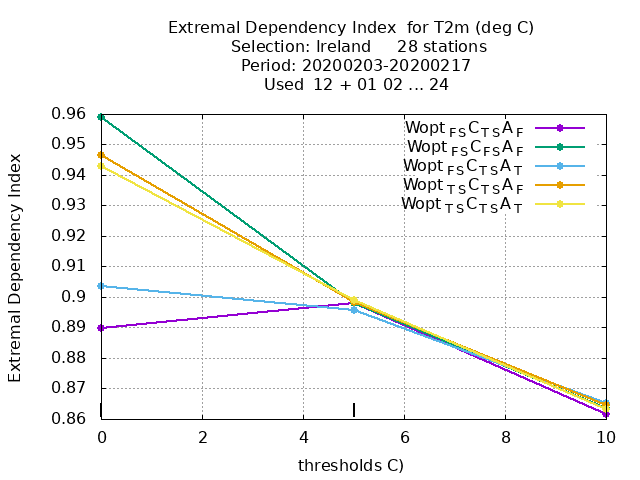 Extremal Dependency Index  for T2m (deg C)
Selection: Ireland     28 stations
Period: 20200203-20200217
Used  12 + 01 02 ... 24
Extremal Dependency Index
0.96
0.95
0.94
0.93
0.92
0.91
0.9
0.89
0.88
0.87
0.86
Wopt FS C TS A F
Wopt FS C FS A F
Wopt FS C TS A T
Wopt TS C TS A F
Wopt TS C TS A T
0 2 4 6 8 10
thresholds C)